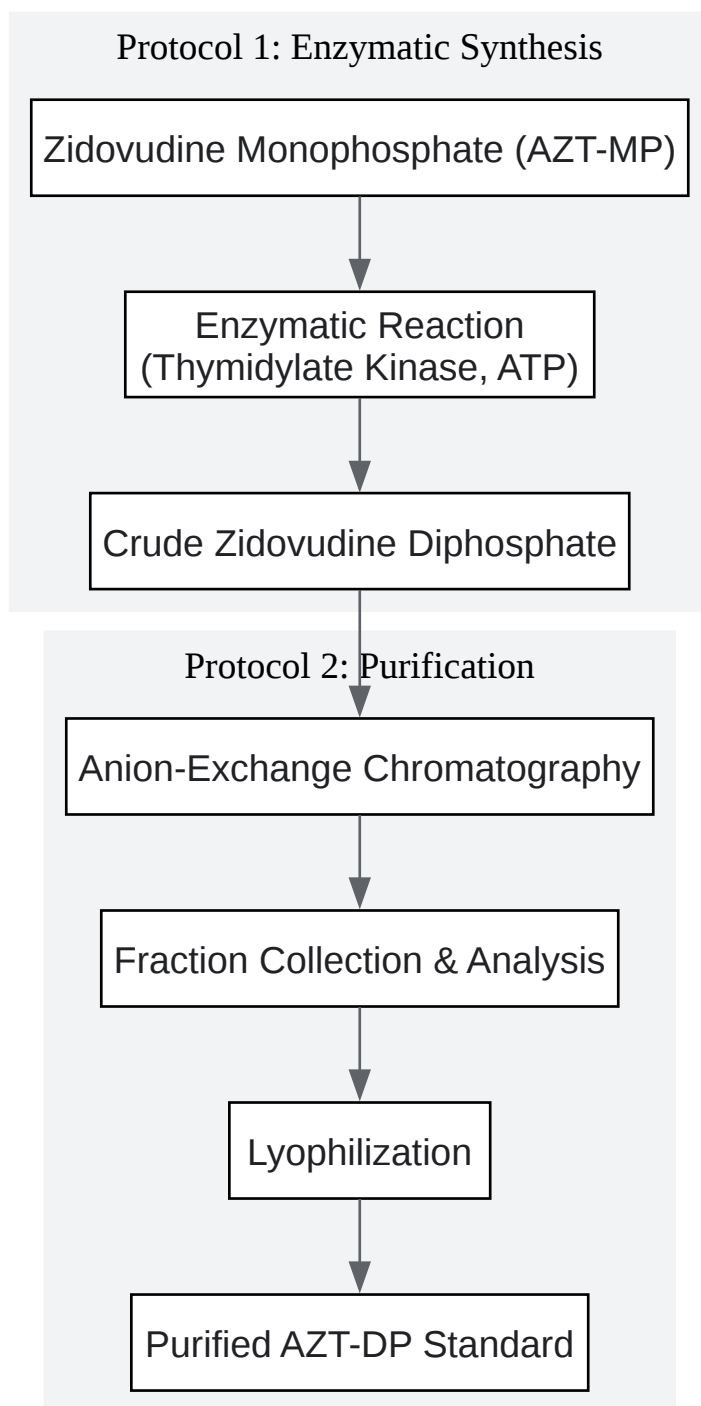 Protocol 1: Enzymatic Synthesis
Zidovudine Monophosphate (AZT-MP)
Enzymatic Reaction
(Thymidylate Kinase, ATP)
Crude Zidovudine Diphosphate
Protocol 2: Purification
Anion-Exchange Chromatography
Fraction Collection & Analysis
Lyophilization
Purified AZT-DP Standard